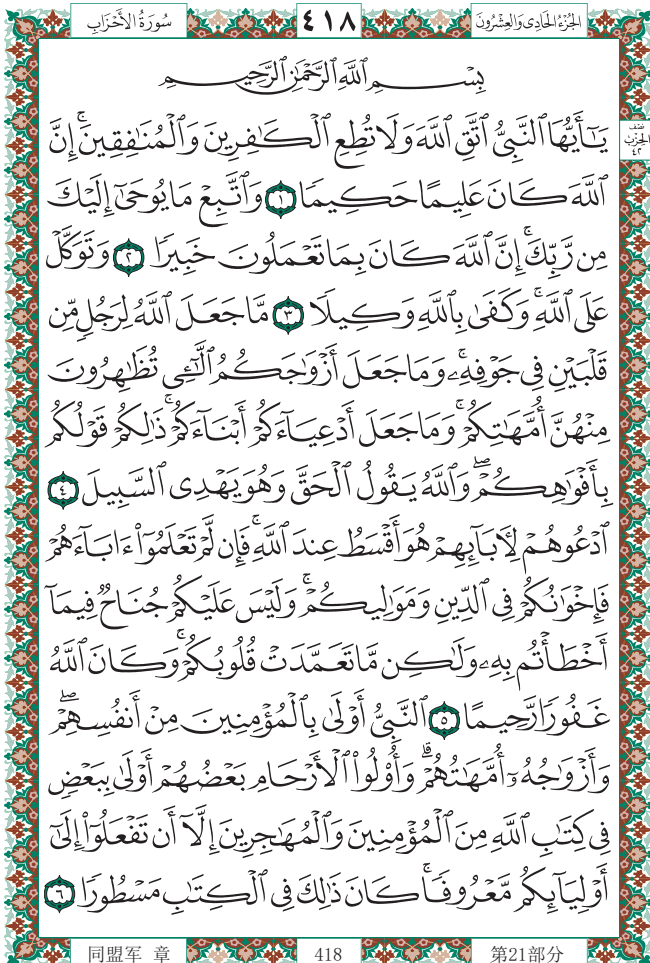 سُورَةُ الأَحْزَابِ ٤١٨ الجُزْءُ الحَادِي وَالعِشْرُونَ
بِسْمِ ٱللَّهِ ٱلرَّحْمَٰنِ ٱلرَّحِيمِ
نصف الحزب ٤٢
يَٰٓأَيُّهَا ٱلنَّبِيُّ ٱتَّقِ ٱللَّهَ وَلَا تُطِعِ ٱلْكَٰفِرِينَ وَٱلْمُنَٰفِقِينَۚ إِنَّ
ٱللَّهَ كَانَ عَلِيمًا حَكِيمًا ١ وَٱتَّبِعْ مَا يُوحَىٰٓ إِلَيْكَ
مِن رَّبِّكَۚ إِنَّ ٱللَّهَ كَانَ بِمَا تَعْمَلُونَ خَبِيرًا ٢ وَتَوَكَّلْ
عَلَى ٱللَّهِۚ وَكَفَىٰ بِٱللَّهِ وَكِيلًا ٣ مَّا جَعَلَ ٱللَّهُ لِرَجُلٍ مِّن
قَلْبَيْنِ فِي جَوْفِهِۦۚ وَمَا جَعَلَ أَزْوَٰجَكُمُ ٱلَّٰٓـِٔي تُظَٰهِرُونَ
مِنْهُنَّ أُمَّهَٰتِكُمْۚ وَمَا جَعَلَ أَدْعِيَآءَكُمْ أَبْنَآءَكُمْۚ ذَٰلِكُمْ قَوْلُكُم
بِأَفْوَٰهِكُمْۖ وَٱللَّهُ يَقُولُ ٱلْحَقَّ وَهُوَ يَهْدِي ٱلسَّبِيلَ ٤
ٱدْعُوهُمْ لِأٓبَآئِهِمْ هُوَ أَقْسَطُ عِندَ ٱللَّهِۚ فَإِن لَّمْ تَعْلَمُوٓا۟ ءَابَآءَهُمْ
فَإِخْوَٰنُكُمْ فِي ٱلدِّينِ وَمَوَٰلِيكُمْۚ وَلَيْسَ عَلَيْكُمْ جُنَاحٌ فِيمَآ
أَخْطَأْتُم بِهِۦ وَلَٰكِن مَّا تَعَمَّدَتْ قُلُوبُكُمْۚ وَكَانَ ٱللَّهُ
غَفُورًا رَّحِيمًا ٥ ٱلنَّبِيُّ أَوْلَىٰ بِٱلْمُؤْمِنِينَ مِنْ أَنفُسِهِمْۖ
وَأَزْوَٰجُهُۥٓ أُمَّهَٰتُهُمْۗ وَأُو۟لُوا۟ ٱلْأَرْحَامِ بَعْضُهُمْ أَوْلَىٰ بِبَعْضٍ
فِي كِتَٰبِ ٱللَّهِ مِنَ ٱلْمُؤْمِنِينَ وَٱلْمُهَٰجِرِينَ إِلَّآ أَن تَفْعَلُوٓا۟ إِلَىٰٓ
أَوْلِيَآئِكُم مَّعْرُوفًاۚ كَانَ ذَٰلِكَ فِي ٱلْكِتَٰبِ مَسْطُورًا ٦
同盟军 章 418 第21部分